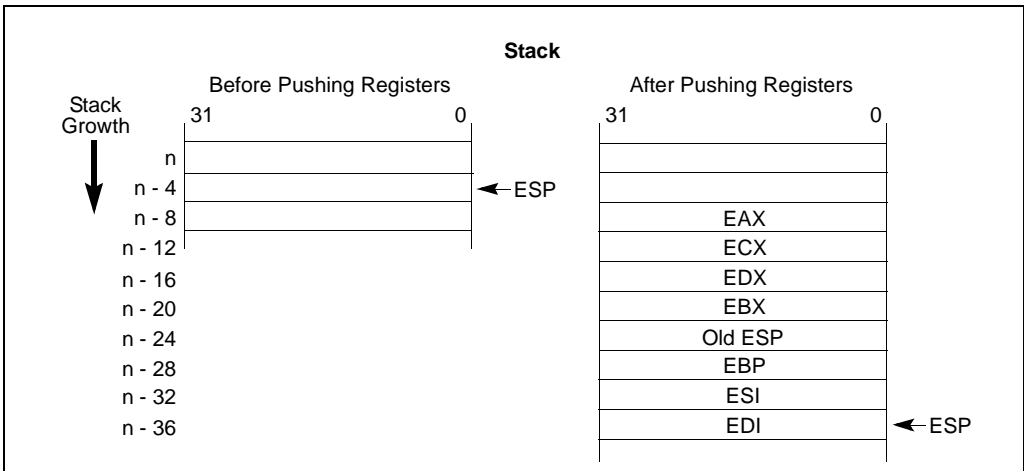 Stack
Before Pushing Registers After Pushing Registers
Stack
Growth
31 0 31 0
n
n - 4 ESP
n - 8 EAX
n - 12 ECX
n - 16 EDX
n - 20 EBX
n - 24 Old ESP
n - 28 EBP
n - 32 ESI
n - 36 EDI ESP